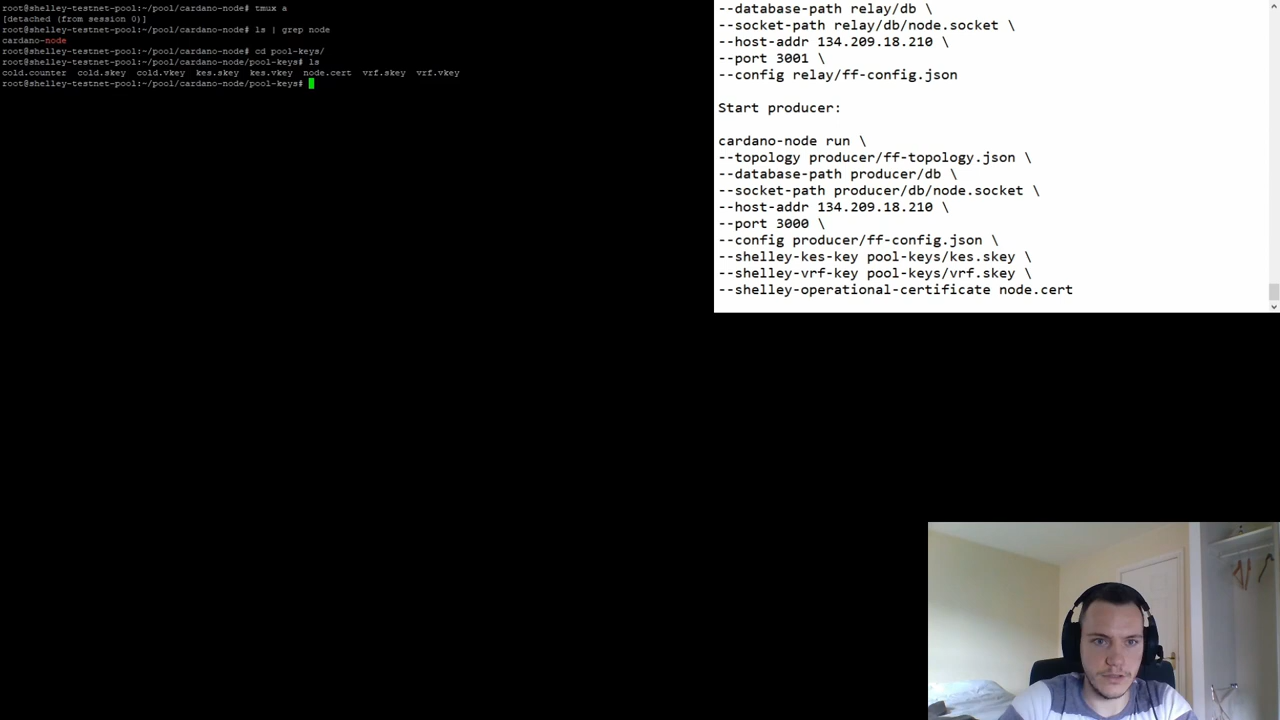 root@shelley-testnet-pool:~/pool/cardano-node# tmux a
[detached (from session 0)]
root@shelley-testnet-pool:~/pool/cardano-node# ls | grep node
cardano-node
root@shelley-testnet-pool:~/pool/cardano-node# cd pool-keys/
root@shelley-testnet-pool:~/pool/cardano-node/pool-keys# ls
cold.counter  cold.skey  cold.vkey  kes.skey  kes.vkey  node.cert  vrf.skey  vrf.vkey
root@shelley-testnet-pool:~/pool/cardano-node/pool-keys#
--database-path relay/db \
--socket-path relay/db/node.socket \
--host-addr 134.209.18.210 \
--port 3001 \
--config relay/ff-config.json
Start producer:
cardano-node run \
--topology producer/ff-topology.json \
--database-path producer/db \
--socket-path producer/db/node.socket \
--host-addr 134.209.18.210 \
--port 3000 \
--config producer/ff-config.json \
--shelley-kes-key pool-keys/kes.skey \
--shelley-vrf-key pool-keys/vrf.skey \
--shelley-operational-certificate node.cert